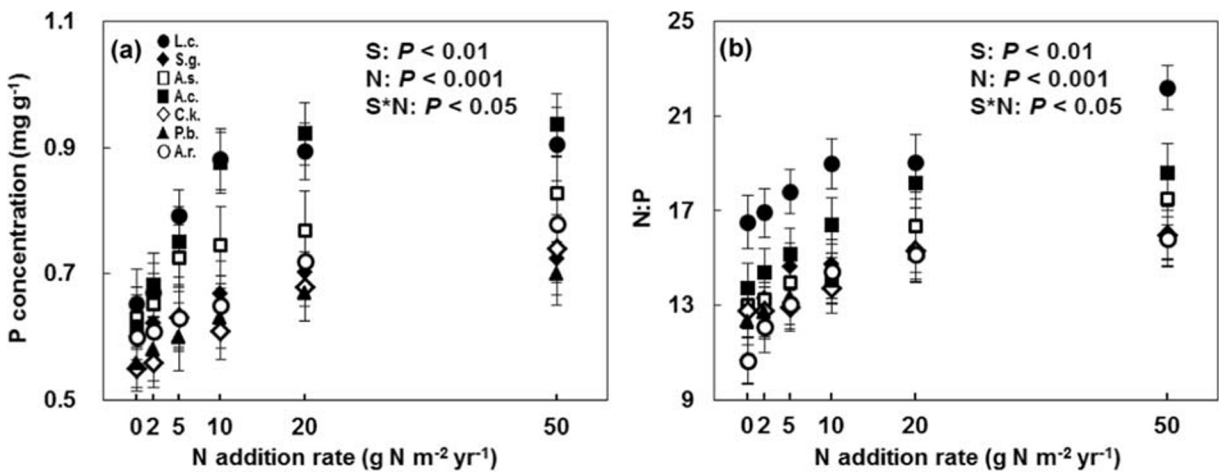 (a)
L.c.
S.g.
A.s.
A.c.
C.k.
P.b.
A.r.
S: P < 0.01
N: P < 0.001
S*N: P < 0.05
P concentration (mg g-1)
1.1
0.9
0.7
0.5
0 2 5 10 20 50
N addition rate (g N m-2 yr-1)
(b)
S: P < 0.01
N: P < 0.001
S*N: P < 0.05
N:P
25
21
17
13
9
0 2 5 10 20 50
N addition rate (g N m-2 yr-1)